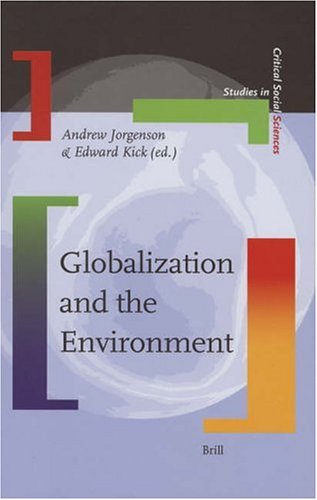 Studies in
Critical Social Sciences
Andrew Jorgenson
& Edward Kick (ed.)
Globalization
and the
Environment
Brill